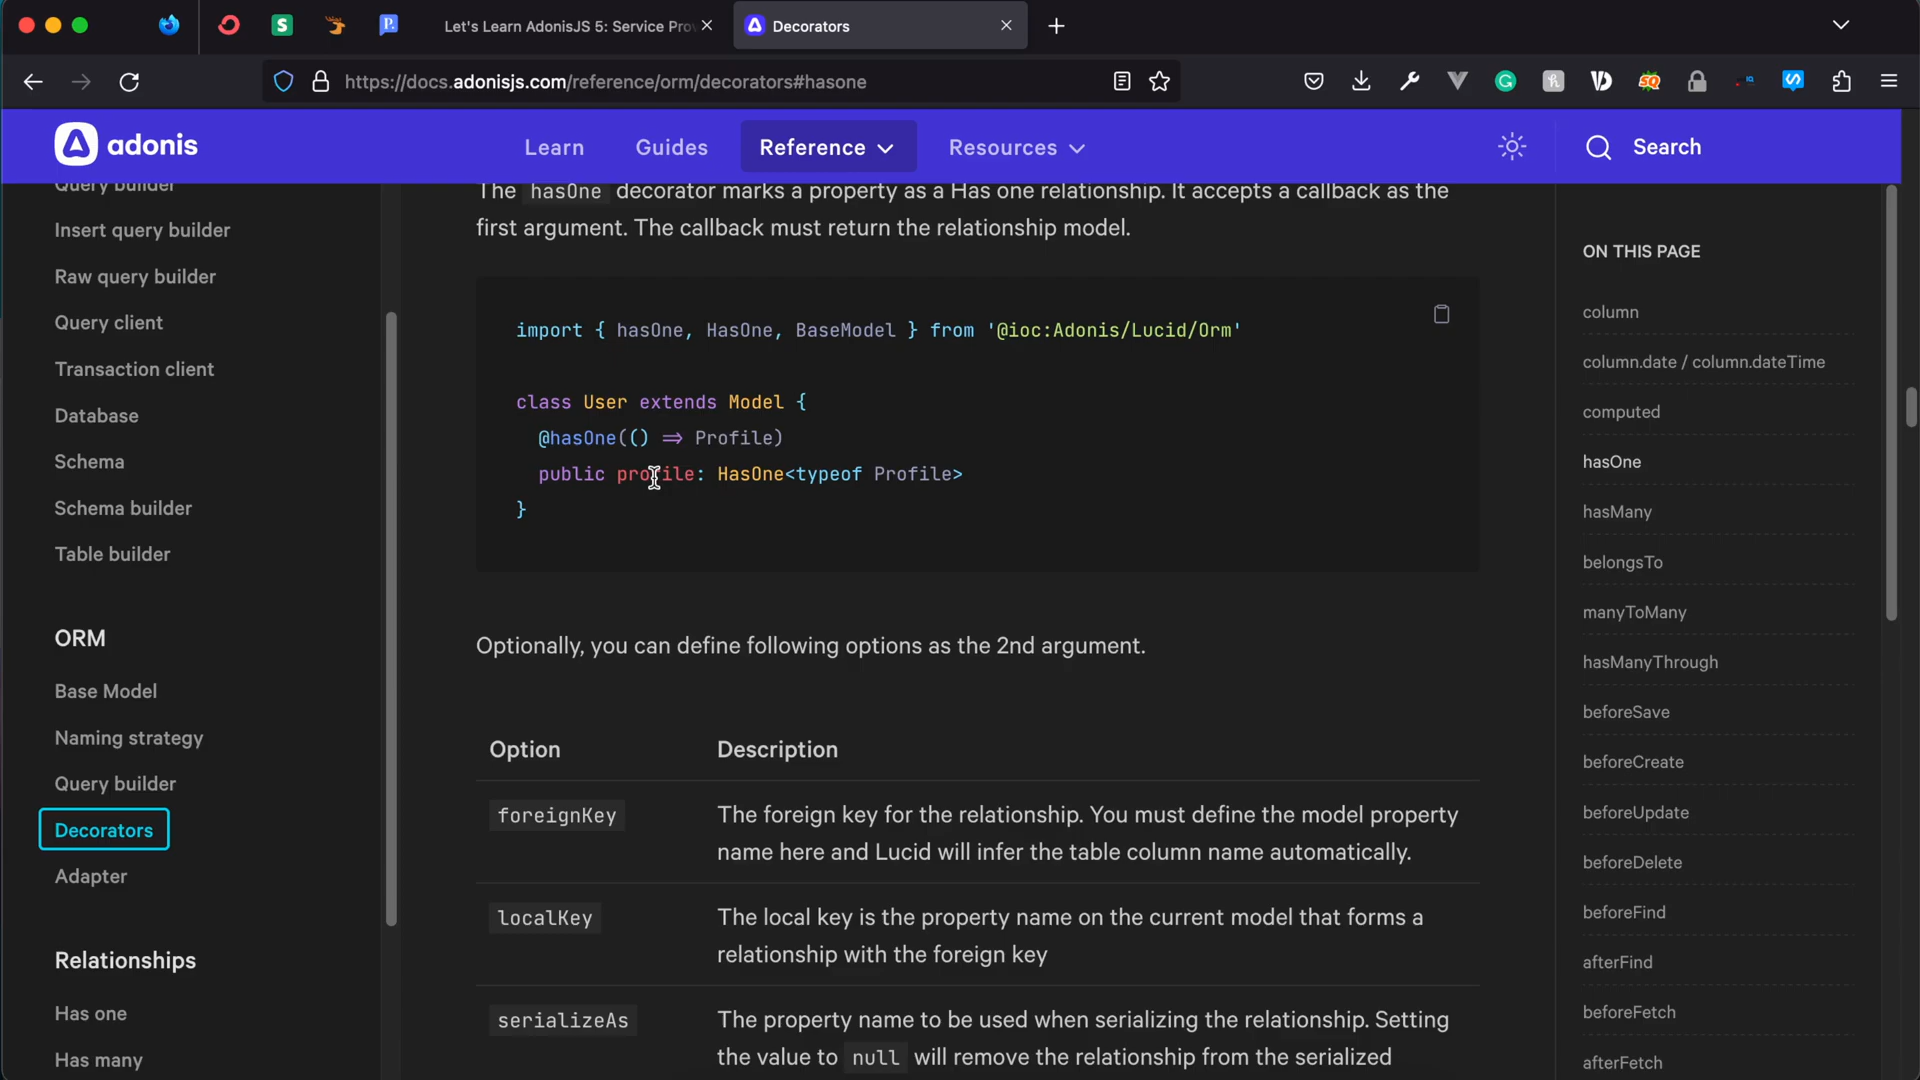 Let's Learn AdonisJS 5: Service Pro
Decorators
https://docs.adonisjs.com/reference/orm/decorators#hasone
adonis
Learn
Guides
Reference
Resources
Search
Query builder
Insert query builder
Raw query builder
Query client
Transaction client
Database
Schema
Schema builder
Table builder
ORM
Base Model
Naming strategy
Query builder
Decorators
Adapter
Relationships
Has one
Has many
The hasOne decorator marks a property as a Has one relationship. It accepts a callback as the
first argument. The callback must return the relationship model.
import { hasOne, HasOne, BaseModel } from '@ioc:Adonis/Lucid/Orm'
class User extends Model {
@hasOne(() => Profile)
public profile: HasOne<typeof Profile>
}
Optionally, you can define following options as the 2nd argument.
Option Description
foreignKey The foreign key for the relationship. You must define the model property
name here and Lucid will infer the table column name automatically.
localKey The local key is the property name on the current model that forms a
relationship with the foreign key
serializeAs The property name to be used when serializing the relationship. Setting
the value to null will remove the relationship from the serialized
ON THIS PAGE
column
column.date / column.dateTime
computed
hasOne
hasMany
belongsTo
manyToMany
hasManyThrough
beforeSave
beforeCreate
beforeUpdate
beforeDelete
beforeFind
afterFind
beforeFetch
afterFetch